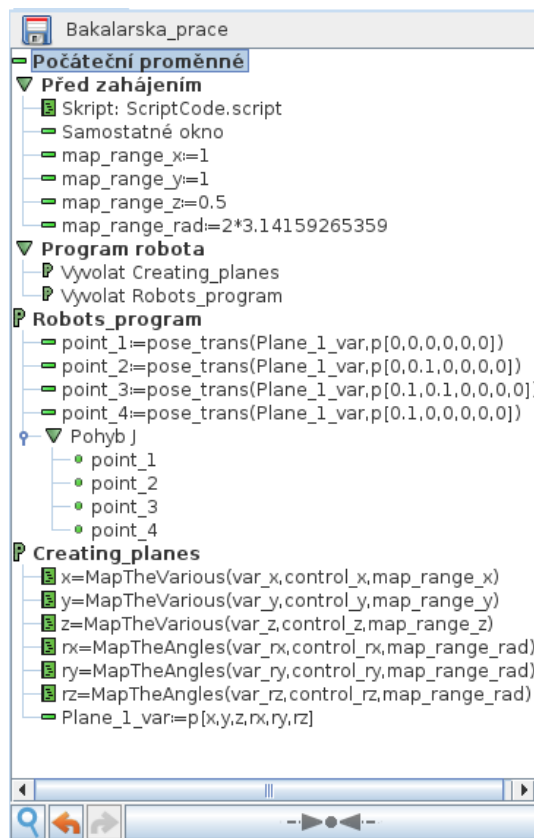 Bakalarska_prace
Počáteční proměnné
Před zahájením
Skript: ScriptCode.script
Samostatné okno
map_range_x:=1
map_range_y:=1
map_range_z:=0.5
map_range_rad:=2*3.14159265359
Program robota
P Vyvolat Creating_planes
P Vyvolat Robots_program
P Robots_program
point_1:=pose_trans(Plane_1_var,p[0,0,0,0,0,0])
point_2:=pose_trans(Plane_1_var,p[0,0.1,0,0,0,0])
point_3:=pose_trans(Plane_1_var,p[0.1,0.1,0,0,0,0])
point_4:=pose_trans(Plane_1_var,p[0.1,0,0,0,0,0])
Pohyb J
point_1
point_2
point_3
point_4
P Creating_planes
x=MapTheVarious(var_x,control_x,map_range_x)
y=MapTheVarious(var_y,control_y,map_range_y)
z=MapTheVarious(var_z,control_z,map_range_z)
rx=MapTheAngles(var_rx,control_rx,map_range_rad)
ry=MapTheAngles(var_ry,control_ry,map_range_rad)
rz=MapTheAngles(var_rz,control_rz,map_range_rad)
Plane_1_var:=p[x,y,z,rx,ry,rz]